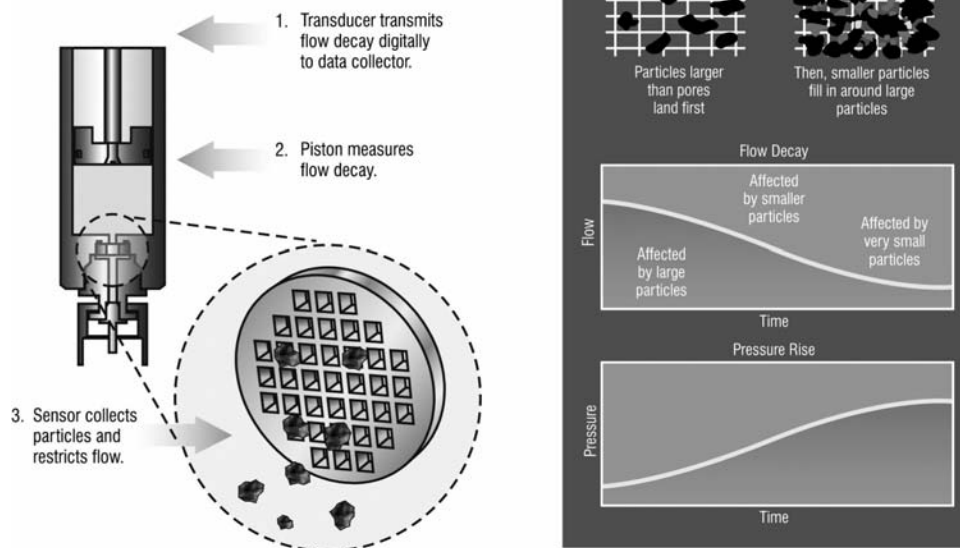 1. Transducer transmits
flow decay digitally
to data collector.
2. Piston measures
flow decay.
3. Sensor collects
particles and
restricts flow.
Particles larger
than pores
land first
Then, smaller particles
fill in around large
particles
Flow Decay
Flow
Affected
by large
particles
Affected
by smaller
particles
Affected by
very small
particles
Time
Pressure Rise
Pressure
Time